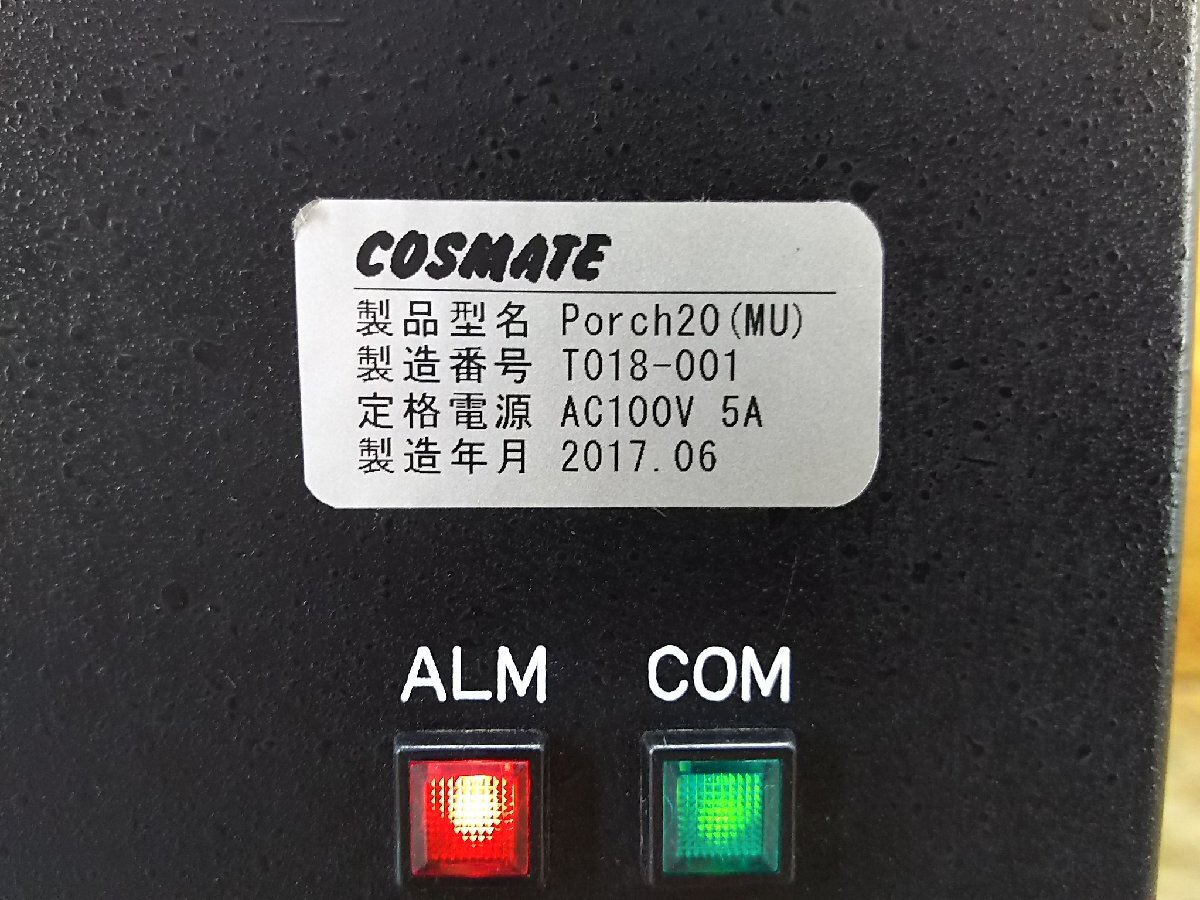 COSMATE
製品型名 Porch20(MU)
製造番号 T018-001
定格電源 AC100V 5A
製造年月 2017.06
ALM COM